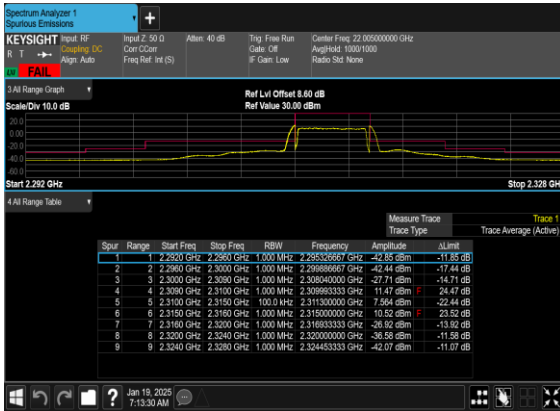 Spectrum Analyzer 1
Spurious Emissions
+
KEYSIGHT Input: RF Input Z: 50 Ω Atten: 40 dB Trig: Free Run Center Freq: 22.005000000 GHz
R T Coupling: DC Corr CCorr Gate: Off Avg|Hold: 1000/1000
Align: Auto Freq Ref: Int (S) IF Gain: Low Radio Std: None
FAIL
3 All Range Graph
Ref Lvl Offset 8.60 dB
Scale/Div 10.0 dB Ref Value 30.00 dBm
20.0
0.00
-20.0
-40.0
-60.0
Start 2.292 GHz Stop 2.328 GH
4 All Range Table
Measure Trace Trace 1
Trace Type Trace Average (Active)
Spur Range Start Freq Stop Freq RBW Frequency Amplitude ΔLimit
1 1 2.2920 GHz 2.2960 GHz 1.000 MHz 2.295326667 GHz -42.85 dBm -11.85 dB
2 2 2.2960 GHz 2.3000 GHz 1.000 MHz 2.299886667 GHz -42.44 dBm -17.44 dB
3 3 2.3000 GHz 2.3090 GHz 1.000 MHz 2.308040000 GHz -27.71 dBm -14.71 dB
4 4 2.3090 GHz 2.3100 GHz 1.000 MHz 2.309993333 GHz 11.47 dBm F 24.47 dB
5 5 2.3100 GHz 2.3150 GHz 100.0 kHz 2.311300000 GHz 7.564 dBm -22.44 dB
6 6 2.3150 GHz 2.3160 GHz 1.000 MHz 2.315000000 GHz 10.52 dBm F 23.52 dB
7 7 2.3160 GHz 2.3200 GHz 1.000 MHz 2.316933333 GHz -26.92 dBm -13.92 dB
8 8 2.3200 GHz 2.3240 GHz 1.000 MHz 2.320000000 GHz -36.58 dBm -11.58 dB
9 9 2.3240 GHz 2.3280 GHz 1.000 MHz 2.324453333 GHz -42.07 dBm -11.07 dB
? Jan 19, 2025
7:13:30 AM